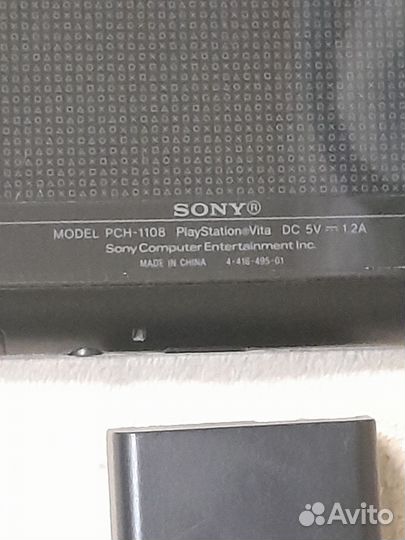 SONY®
MODEL PCH-1108 PlayStation®Vita DC 5V⎓1.2A
Sony Computer Entertainment Inc.
MADE IN CHINA 4-416-495-01
Avito